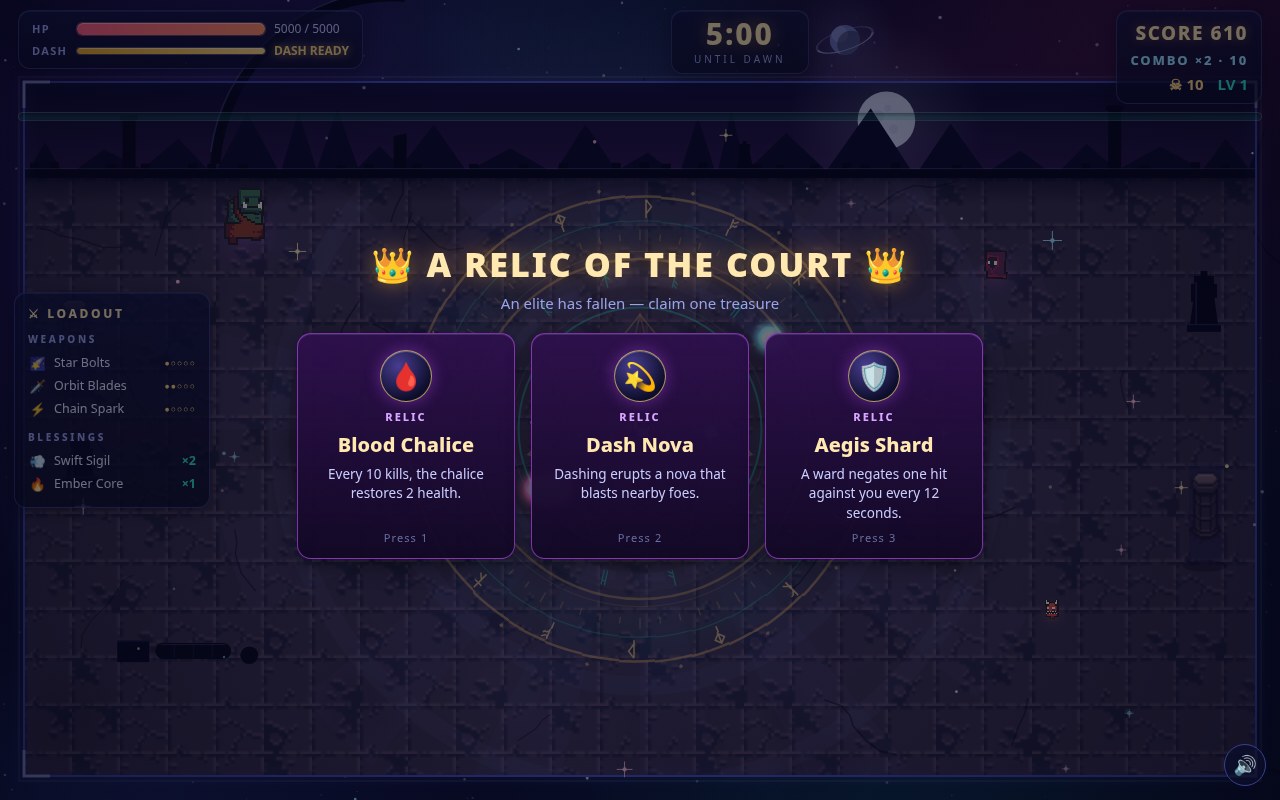 HP 5000 / 5000
DASH DASH READY
5:00
UNTIL DAWN
SCORE 610
COMBO ×2 · 10
☠ 10 LV 1
👑 A RELIC OF THE COURT 👑
An elite has fallen — claim one treasure
⚔ LOADOUT
WEAPONS
Star Bolts
Orbit Blades
Chain Spark
BLESSINGS
Swift Sigil ×2
Ember Core ×1
RELIC
Blood Chalice
Every 10 kills, the chalice
restores 2 health.
Press 1
RELIC
Dash Nova
Dashing erupts a nova that
blasts nearby foes.
Press 2
RELIC
Aegis Shard
A ward negates one hit
against you every 12
seconds.
Press 3